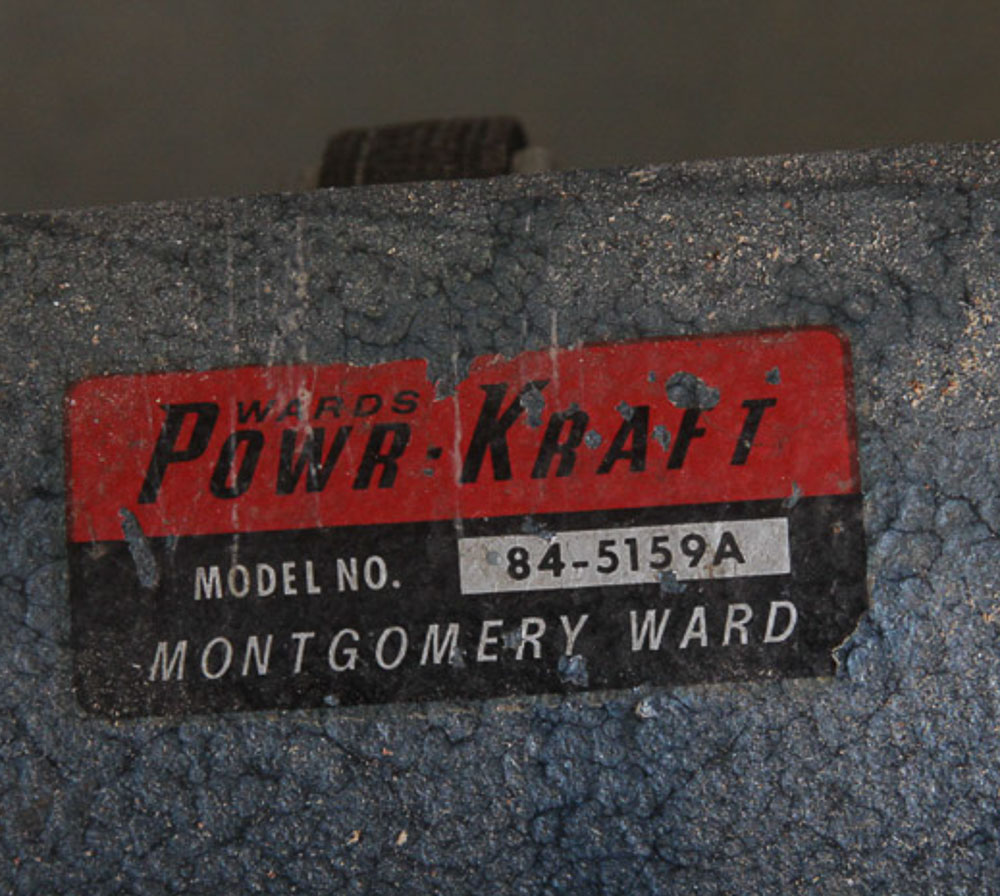 WARDS
POWR-KRAFT
MODEL NO. 84-5159A
MONTGOMERY WARD